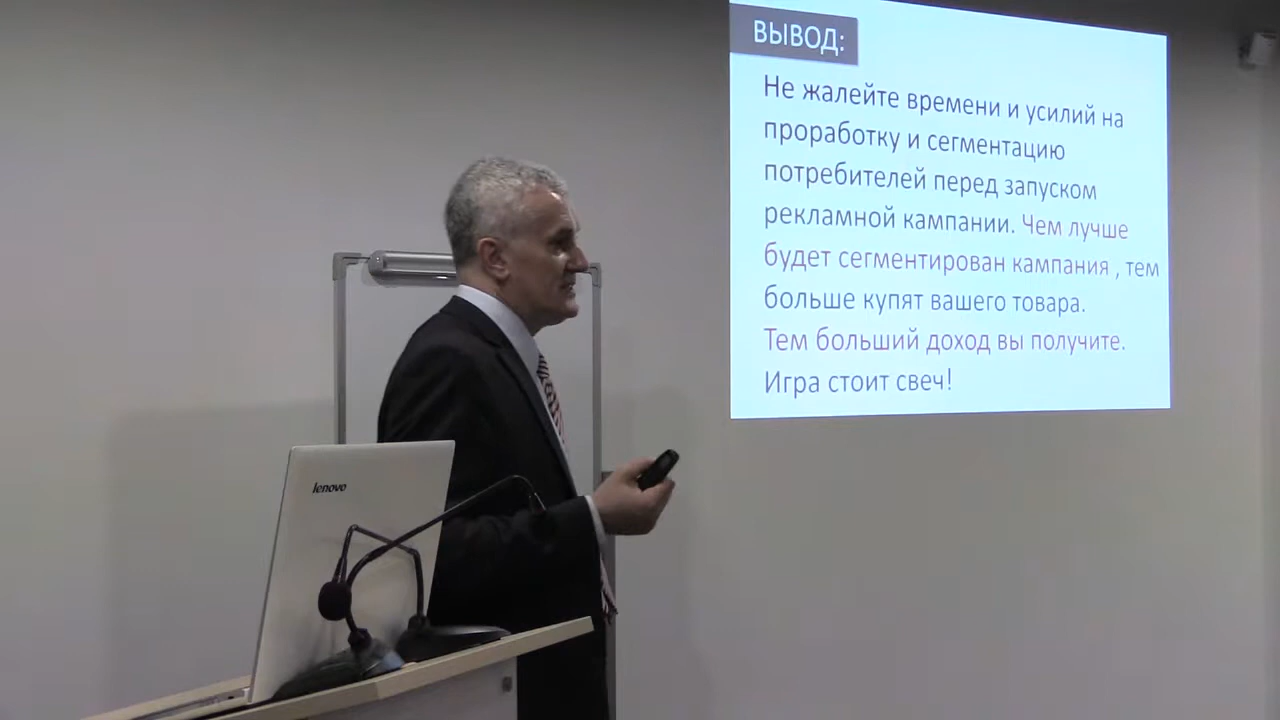 ВЫВОД:
Не жалейте времени и усилий на
проработку и сегментацию
потребителей перед запуском
рекламной кампании. Чем лучше
будет сегментирован кампания , тем
больше купят вашего товара.
Тем больший доход вы получите.
Игра стоит свеч!
lenovo